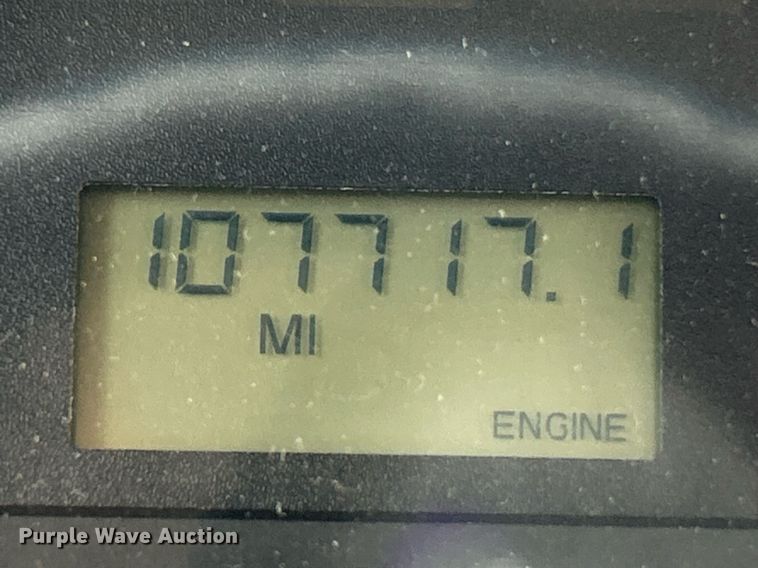 107717.1
MI
ENGINE
Purple Wave Auction